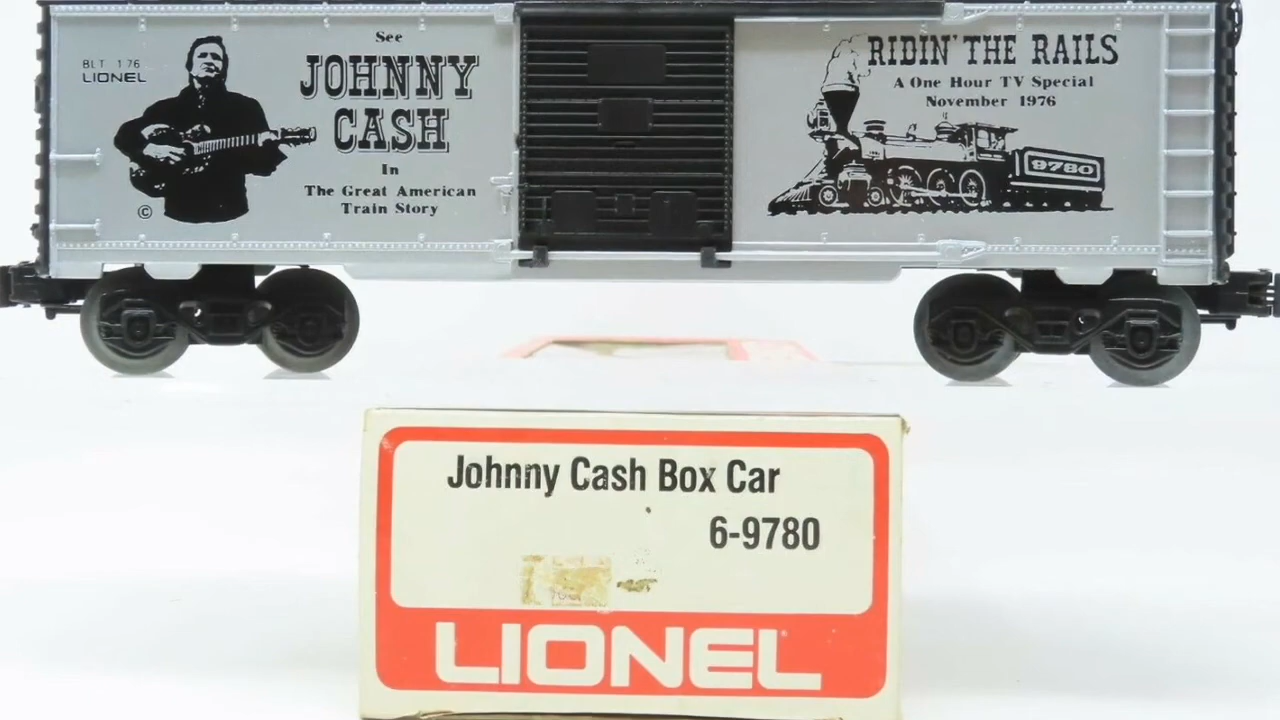 BLT 1 76
LIONEL
See
JOHNNY
CASH
In
The Great American
Train Story
©
RIDIN' THE RAILS
A One Hour TV Special
November 1976
9780
Johnny Cash Box Car
6-9780
LIONEL